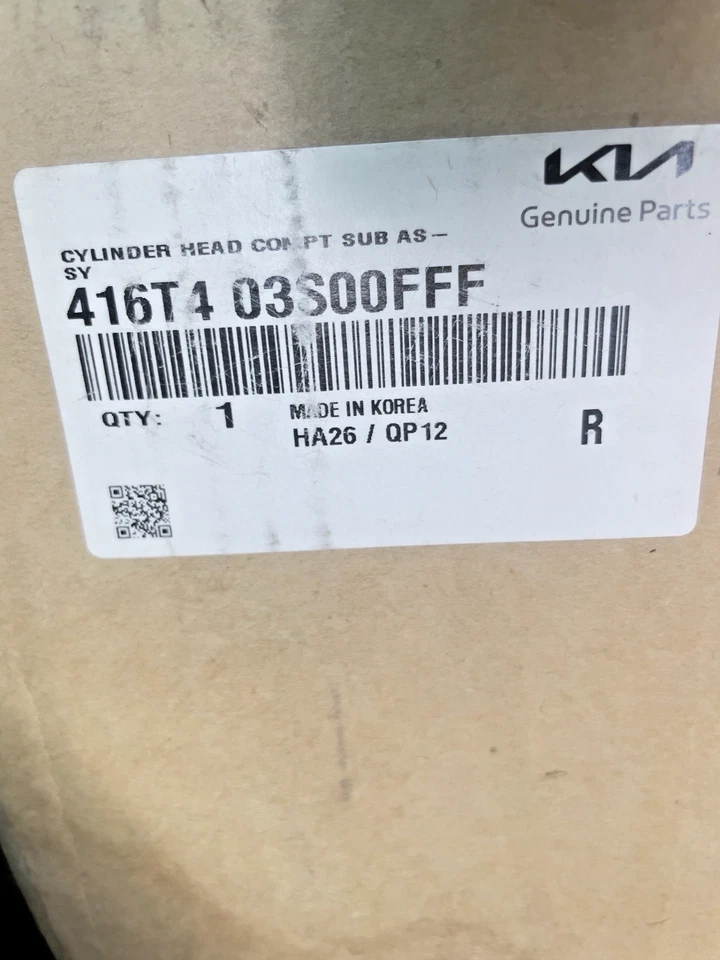 KIA
Genuine Parts
CYLINDER HEAD COMPT SUB AS-
SY
416T4 03S00FFF
QTY: 1
MADE IN KOREA
HA26 / QP12
R